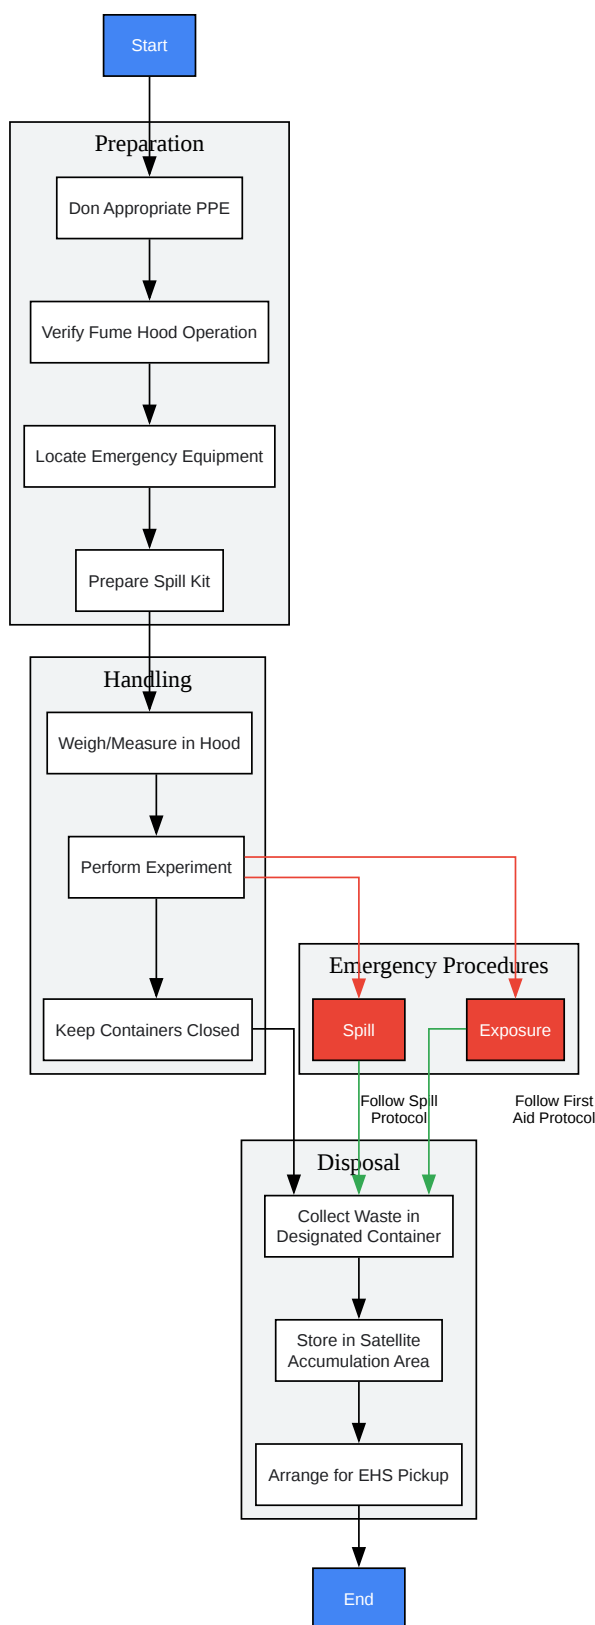 Start
Preparation
Don Appropriate PPE
Verify Fume Hood Operation
Locate Emergency Equipment
Prepare Spill Kit
Handling
Weigh/Measure in Hood
Perform Experiment
Keep Containers Closed
Emergency Procedures
Spill
Exposure
Follow Spill
Protocol
Follow First
Aid Protocol
Disposal
Collect Waste in
Designated Container
Store in Satellite
Accumulation Area
Arrange for EHS Pickup
End